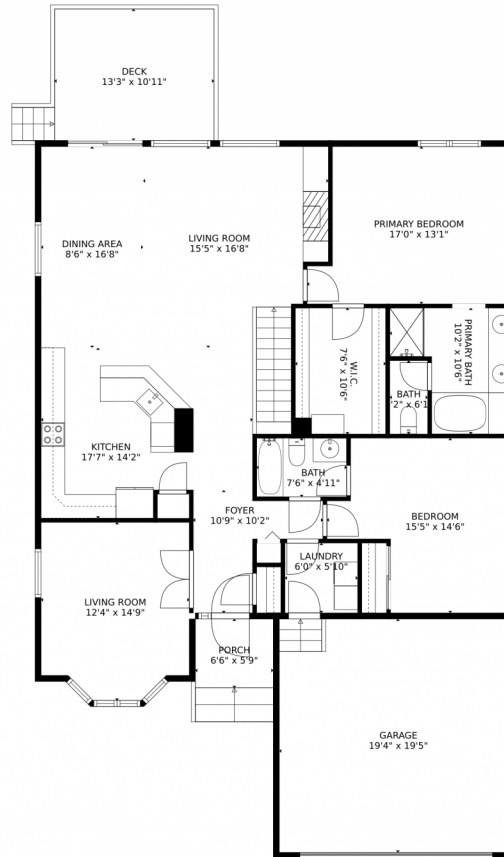 DECK
13'3" x 10'11"
DINING AREA
8'6" x 16'8"
LIVING ROOM
15'5" x 16'8"
PRIMARY BEDROOM
17'0" x 13'1"
PRIMARY BATH
10'2" x 10'6"
W.I.C.
7'6" x 10'6"
BATH
KITCHEN
17'7" x 14'2"
BATH
7'6" x 4'11"
FOYER
10'9" x 10'2"
BEDROOM
15'5" x 14'6"
LAUNDRY
6'0" x 5'10"
LIVING ROOM
12'4" x 14'9"
PORCH
6'6" x 5'9"
GARAGE
19'4" x 19'5"